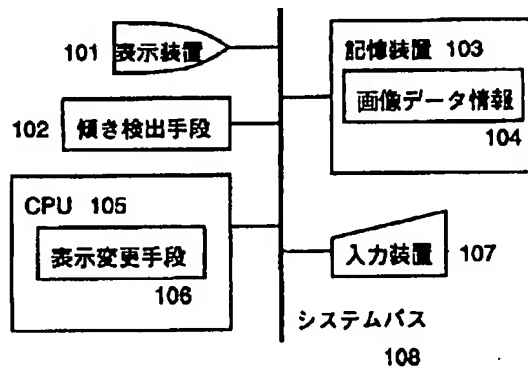 101 表示装置
102 傾き検出手段
CPU 105
表示変更手段
106
記憶装置 103
画像データ情報
104
入力装置 107
システムバス
108